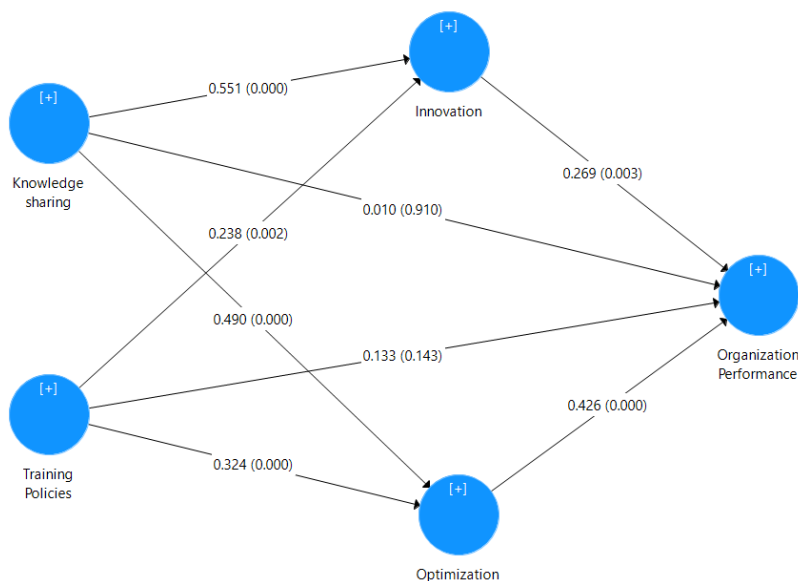 [+]
Innovation
[+]
Knowledge
sharing
0.551 (0.000)
0.269 (0.003)
0.010 (0.910)
0.238 (0.002)
[+]
Organization
Performance
0.490 (0.000)
0.133 (0.143)
[+]
Training
Policies
0.426 (0.000)
0.324 (0.000)
[+]
Optimization